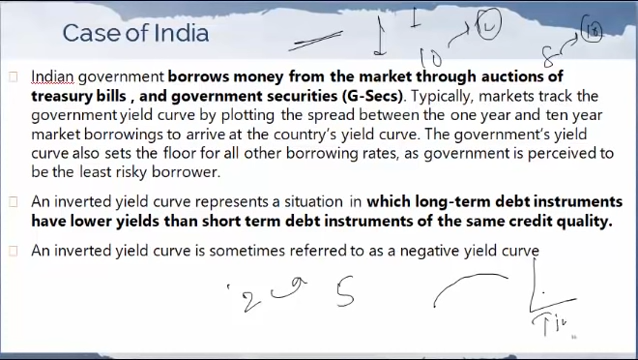 Case of India
10
8
Indian government borrows money from the market through auctions of
treasury bills , and government securities (G-Secs). Typically, markets track the
government yield curve by plotting the spread between the one year and ten year
market borrowings to arrive at the country's yield curve. The government's yield
curve also sets the floor for all other borrowing rates, as government is perceived to
be the least risky borrower.
An inverted yield curve represents a situation in which long-term debt instruments
have lower yields than short term debt instruments of the same credit quality.
An inverted yield curve is sometimes referred to as a negative yield curve
2
5